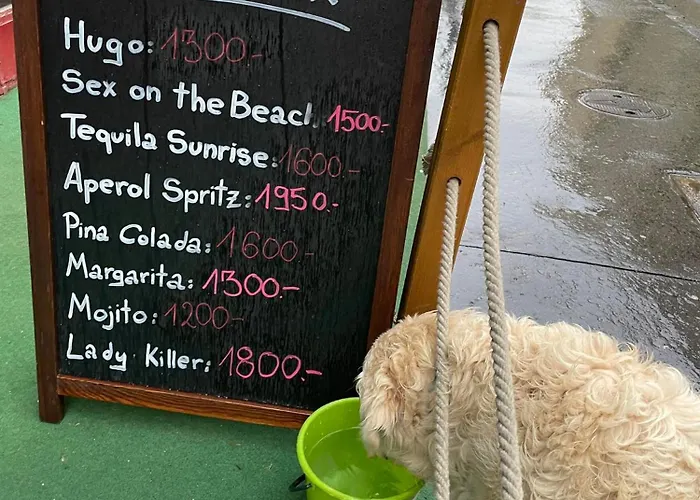 Hugo: 1300.-
Sex on the Beach 1500.-
Tequila Sunrise: 1600.-
Aperol Spritz: 1950.-
Pina Colada: 1600-
Margarita: 1300.-
Mojito: 1200-
Lady Killer: 1800.-